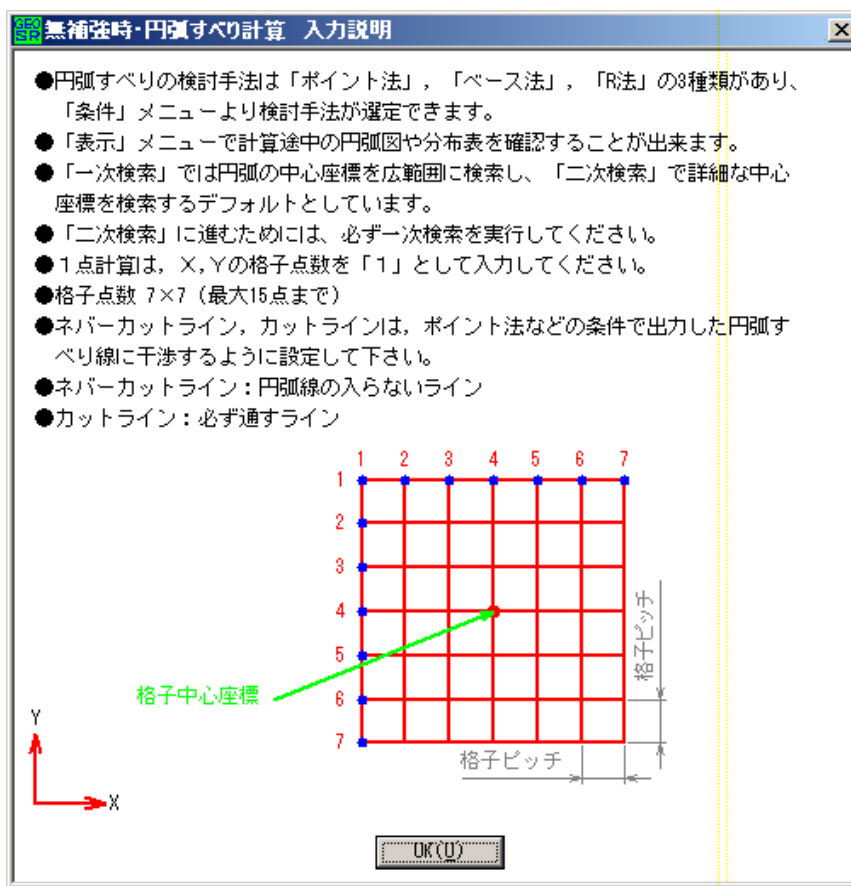 GEO SR 無補強時・円弧すべり計算　入力説明
●円弧すべりの検討手法は「ポイント法」，「ベース法」，「R法」の3種類があり、
「条件」メニューより検討手法が選定できます。
●「表示」メニューで計算途中の円弧図や分布表を確認することが出来ます。
●「一次検索」では円弧の中心座標を広範囲に検索し、「二次検索」で詳細な中心
座標を検索するデフォルトとしています。
●「二次検索」に進むためには、必ず一次検索を実行してください。
●１点計算は，X,Yの格子点数を「１」として入力してください。
●格子点数 7×7（最大15点まで）
●ネバーカットライン，カットラインは，ポイント法などの条件で出力した円弧す
べり線に干渉するように設定して下さい。
●ネバーカットライン：円弧線の入らないライン
●カットライン：必ず通すライン
1 2 3 4 5 6 7
1
2
3
4
5
6
7
格子ピッチ
格子中心座標
格子ピッチ
Y
X
OK(U)